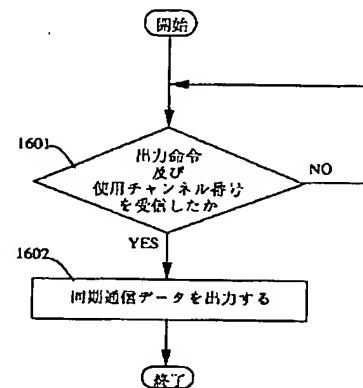 開始
1601
出力命令
及び
使用チャンネル番号
を受信したか
NO
YES
1602
同期通信データを出力する
終了